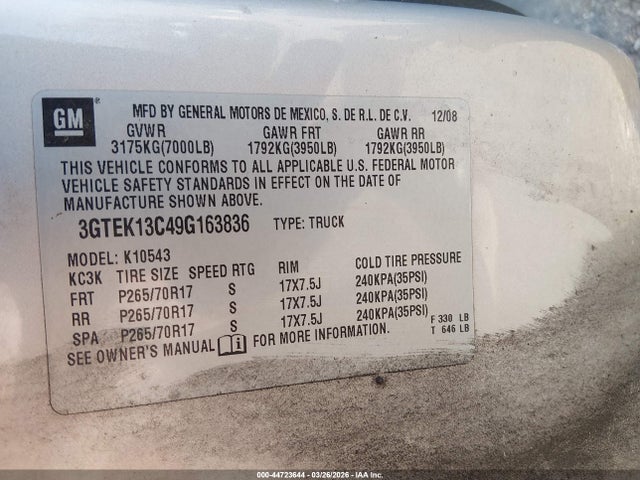 GM
MFD BY GENERAL MOTORS DE MEXICO, S. DE R.L. DE C.V. 12/08
GVWR GAWR FRT GAWR RR
3175KG(7000LB) 1792KG(3950LB) 1792KG(3950LB)
THIS VEHICLE CONFORMS TO ALL APPLICABLE U.S. FEDERAL MOTOR
VEHICLE SAFETY STANDARDS IN EFFECT ON THE DATE OF
MANUFACTURE SHOWN ABOVE.
3GTEK13C49G163836 TYPE: TRUCK
MODEL: K10543
KC3K TIRE SIZE SPEED RTG RIM COLD TIRE PRESSURE
FRT P265/70R17 S 17X7.5J 240KPA(35PSI)
RR P265/70R17 S 17X7.5J 240KPA(35PSI)
SPA P265/70R17 S 17X7.5J 240KPA(35PSI)
SEE OWNER'S MANUAL FOR MORE INFORMATION.
F 330 LB
T 646 LB
000-44723644 | 03/26/2026 | IAA Inc.